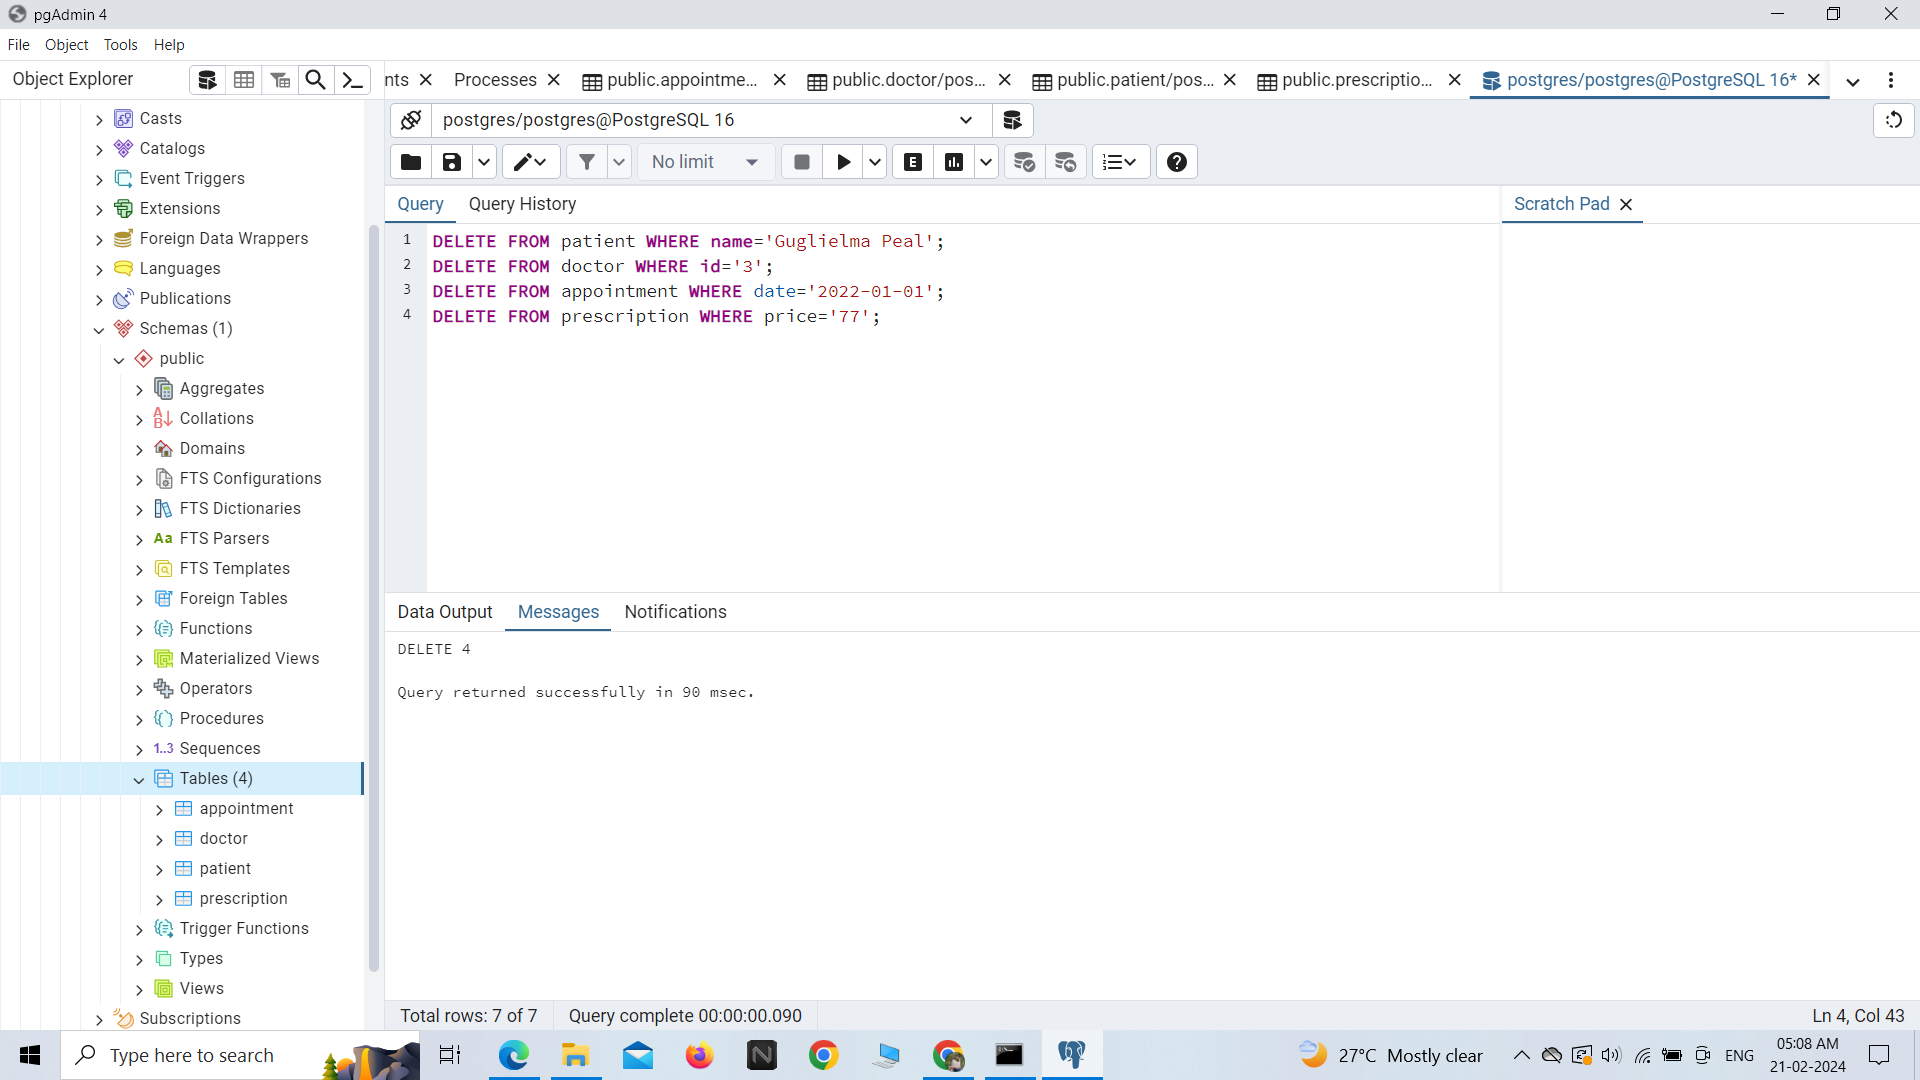 pgAdmin 4
File Object Tools Help
Object Explorer
nts Processes public.appointme... public.doctor/pos... public.patient/pos... public.prescriptio... postgres/postgres@PostgreSQL 16*
postgres/postgres@PostgreSQL 16
No limit
E
Query Query History
Scratch Pad
1 DELETE FROM patient WHERE name='Guglielma Peal';
2 DELETE FROM doctor WHERE id='3';
3 DELETE FROM appointment WHERE date='2022-01-01';
4 DELETE FROM prescription WHERE price='77';
Casts
Catalogs
Event Triggers
Extensions
Foreign Data Wrappers
Languages
Publications
Schemas (1)
public
Aggregates
Collations
Domains
FTS Configurations
FTS Dictionaries
Aa FTS Parsers
FTS Templates
Foreign Tables
Functions
Materialized Views
Operators
Procedures
1..3 Sequences
Tables (4)
appointment
doctor
patient
prescription
Trigger Functions
Types
Views
Subscriptions
Data Output Messages Notifications
DELETE 4
Query returned successfully in 90 msec.
Total rows: 7 of 7 Query complete 00:00:00.090 Ln 4, Col 43
Type here to search
27°C Mostly clear
ENG
05:08 AM
21-02-2024